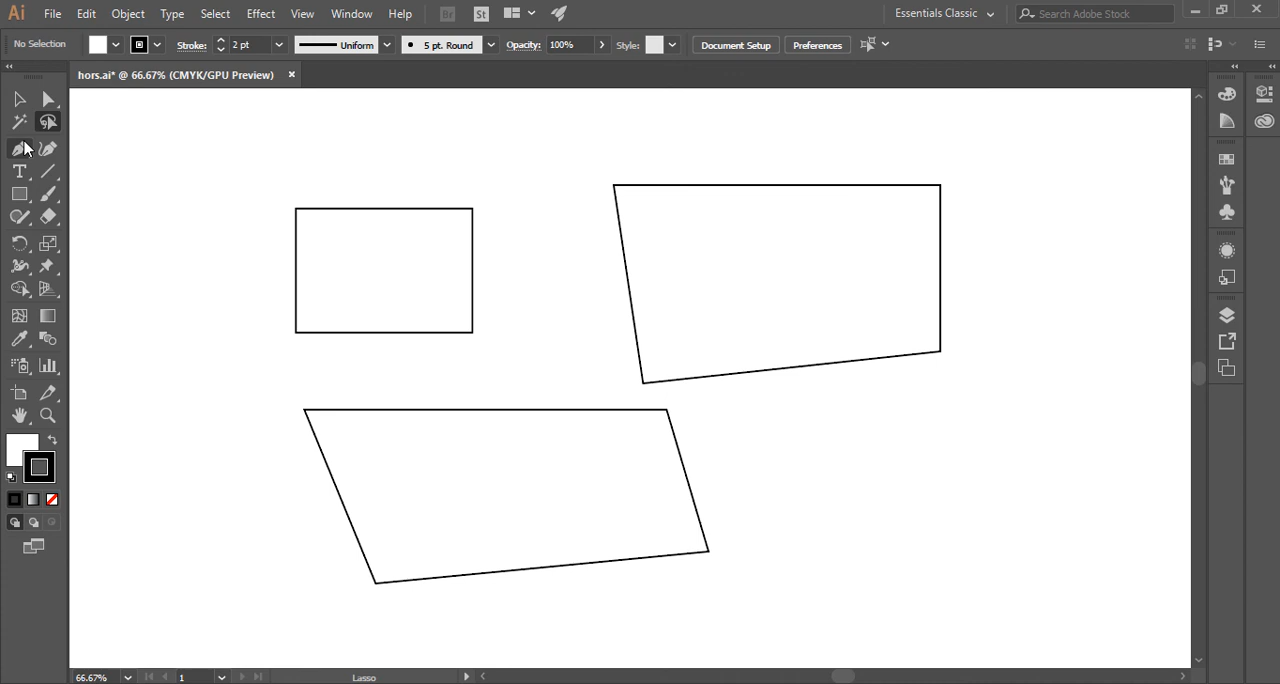 Ai File Edit Object Type Select Effect View Window Help Br St Essentials Classic Search Adobe Stock
No Selection Stroke: 2 pt Uniform 5 pt. Round Opacity: 100% Style: Document Setup Preferences
hors.ai* @ 66.67% (CMYK/GPU Preview)
T
66.67% 1 Lasso